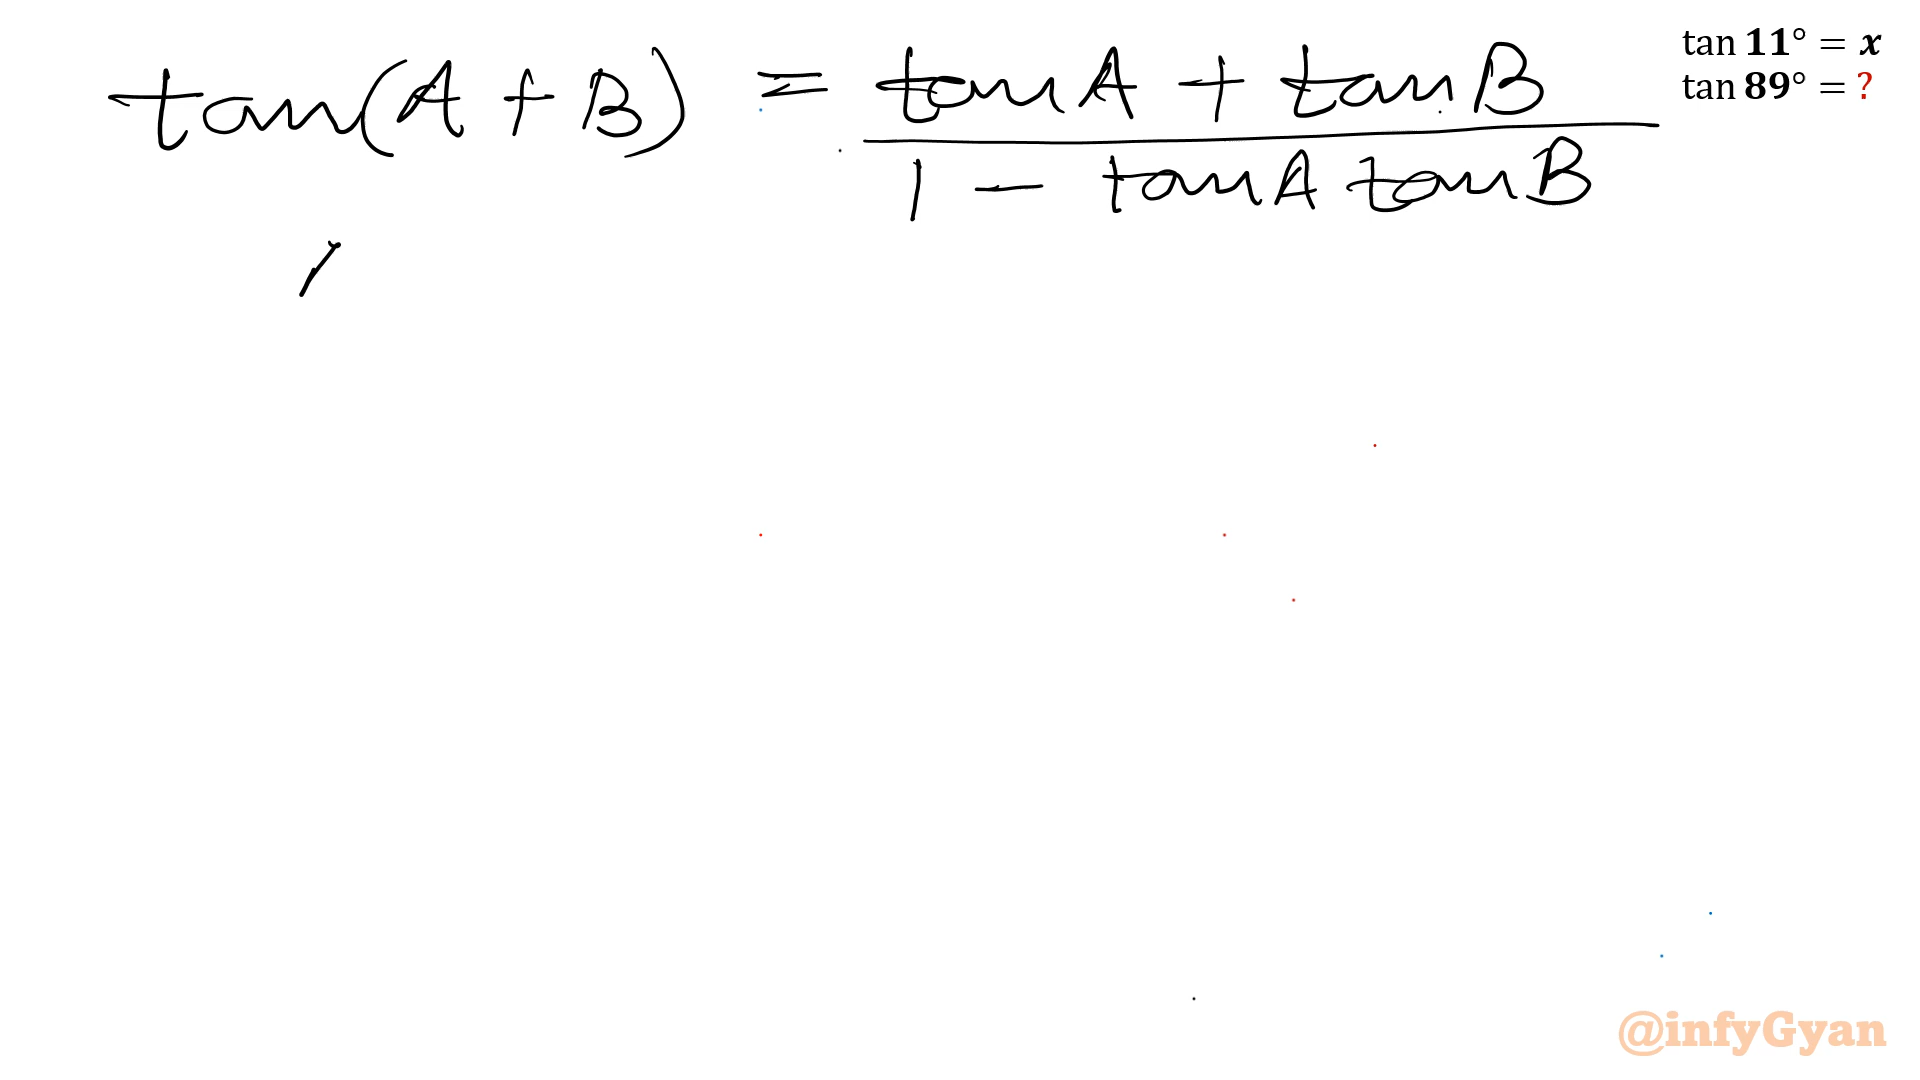 tan(A + B) = tanA + tanB / 1 - tanA tanB
tan 11° = x
tan 89° = ?
@infyGyan